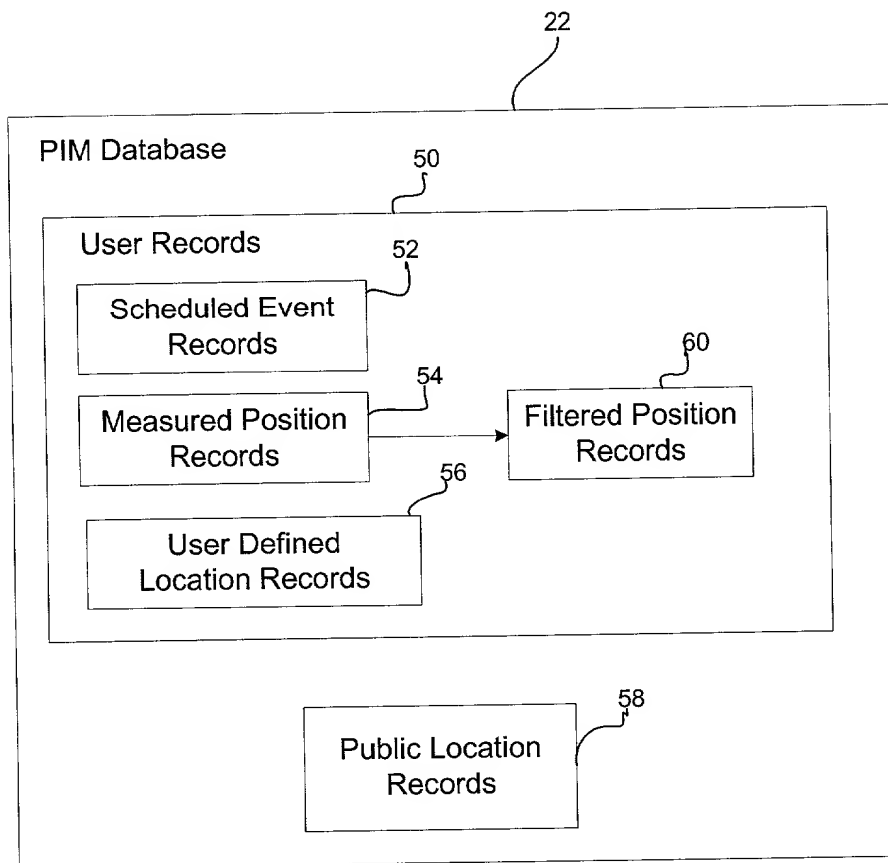 22
PIM Database
50
User Records
52
Scheduled Event
Records
54
Measured Position
Records
60
Filtered Position
Records
56
User Defined
Location Records
58
Public Location
Records